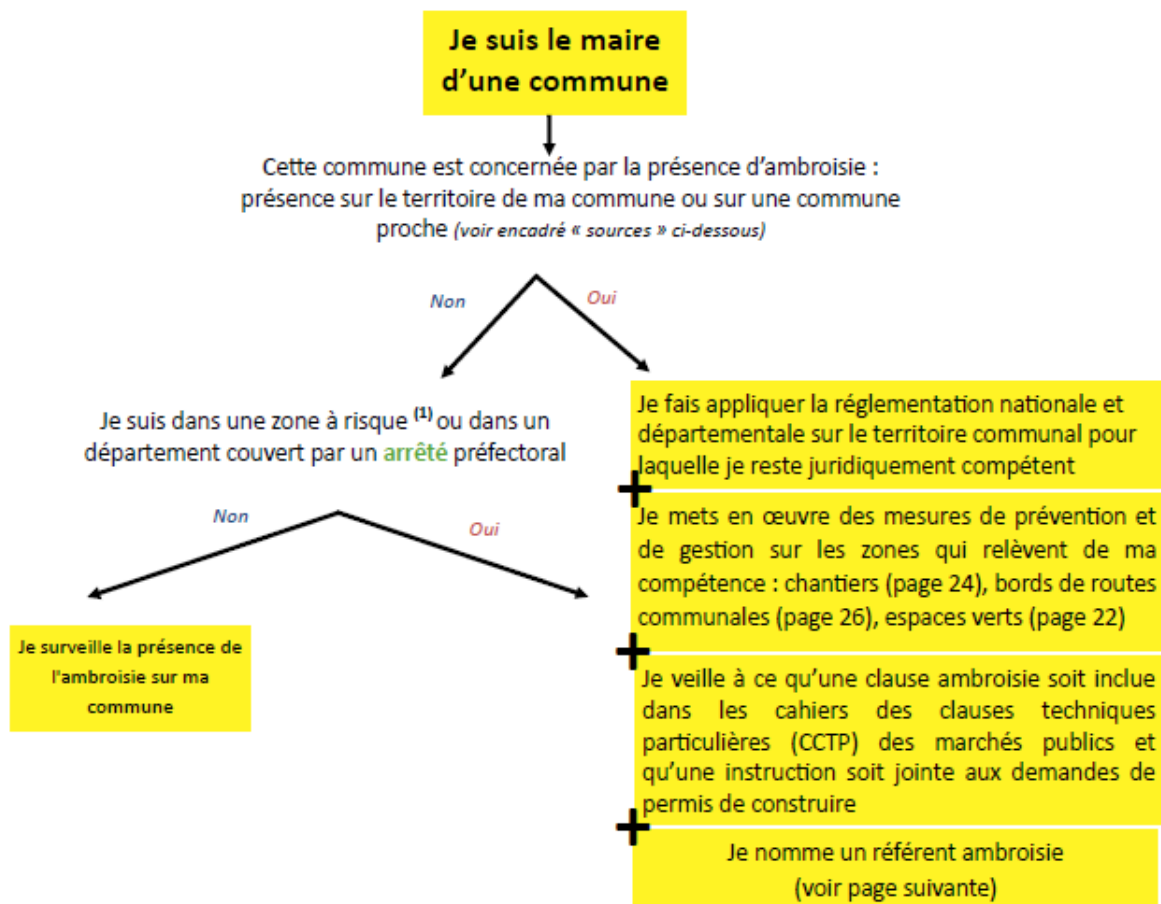 Je suis le maire
d'une commune
Cette commune est concernée par la présence d'ambroisie :
présence sur le territoire de ma commune ou sur une commune
proche (voir encadré « sources » ci-dessous)
Non
Oui
Je suis dans une zone à risque (1) ou dans un
département couvert par un arrêté préfectoral
Non
Oui
Je surveille la présence de
l'ambroisie sur ma
commune
Je fais appliquer la réglementation nationale et
départementale sur le territoire communal pour
laquelle je reste juridiquement compétent
+
Je mets en œuvre des mesures de prévention et
de gestion sur les zones qui relèvent de ma
compétence : chantiers (page 24), bords de routes
communales (page 26), espaces verts (page 22)
+
Je veille à ce qu'une clause ambroisie soit inclue
dans les cahiers des clauses techniques
particulières (CCTP) des marchés publics et
qu'une instruction soit jointe aux demandes de
permis de construire
+
Je nomme un référent ambroisie
(voir page suivante)